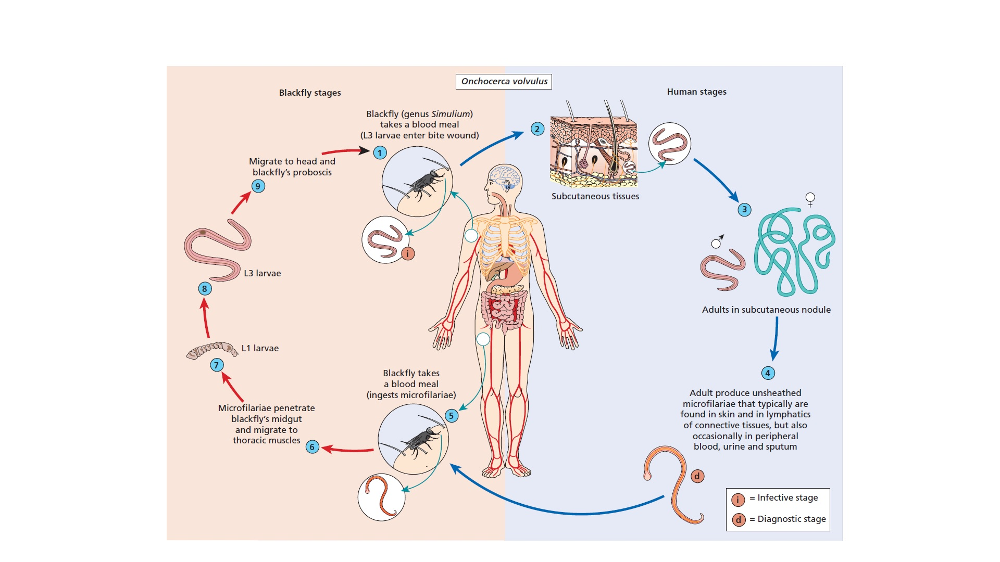 Onchocerca volvulus
Blackfly stages
Human stages
Blackfly (genus Simulium)
takes a blood meal
(L3 larvae enter bite wound)
1
2
Subcutaneous tissues
3
♀
♂
Adults in subcutaneous nodule
4
Adult produce unsheathed
microfilariae that typically are
found in skin and in lymphatics
of connective tissues, but also
occasionally in peripheral
blood, urine and sputum
d
Blackfly takes
a blood meal
(ingests microfilariae)
5
6
Microfilariae penetrate
blackfly's midgut
and migrate to
thoracic muscles
7
L1 larvae
8
L3 larvae
9
Migrate to head and
blackfly's proboscis
i
i = Infective stage
d = Diagnostic stage